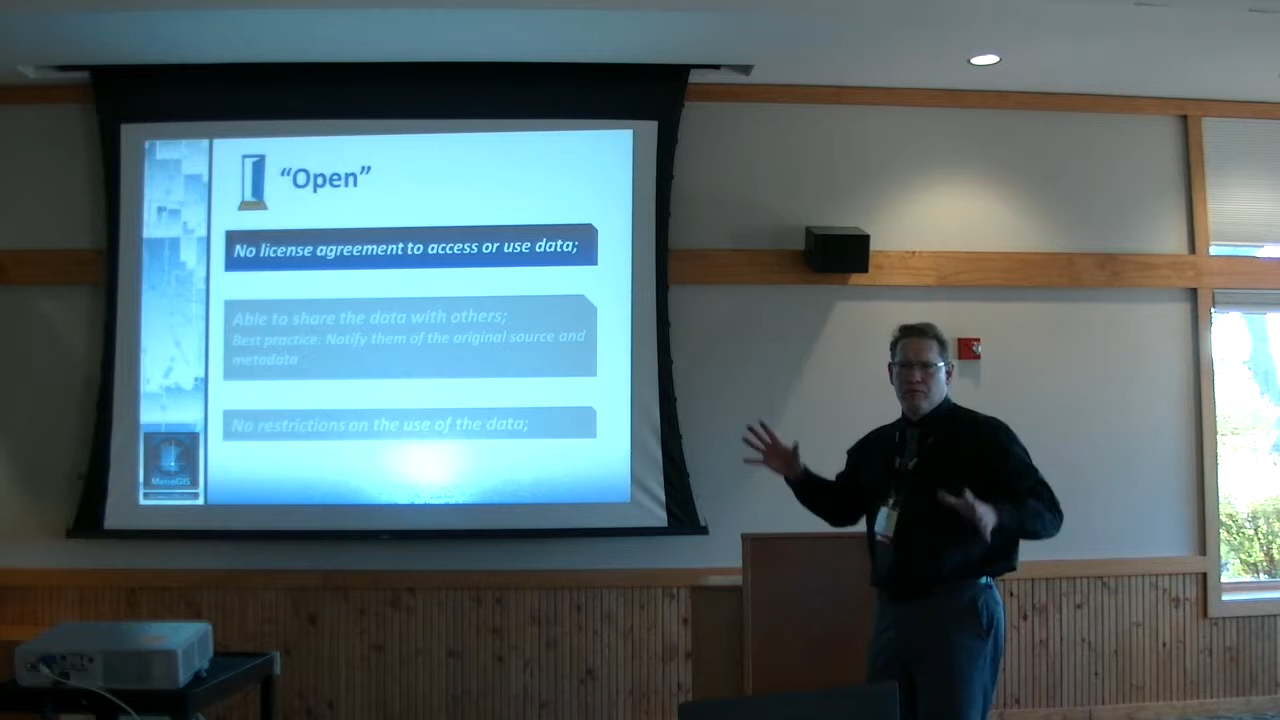 “Open”
No license agreement to access or use data;
Able to share the data with others;
Best practice: Notify them of the original source and
metadata
No restrictions on the use of the data;
MetroGIS